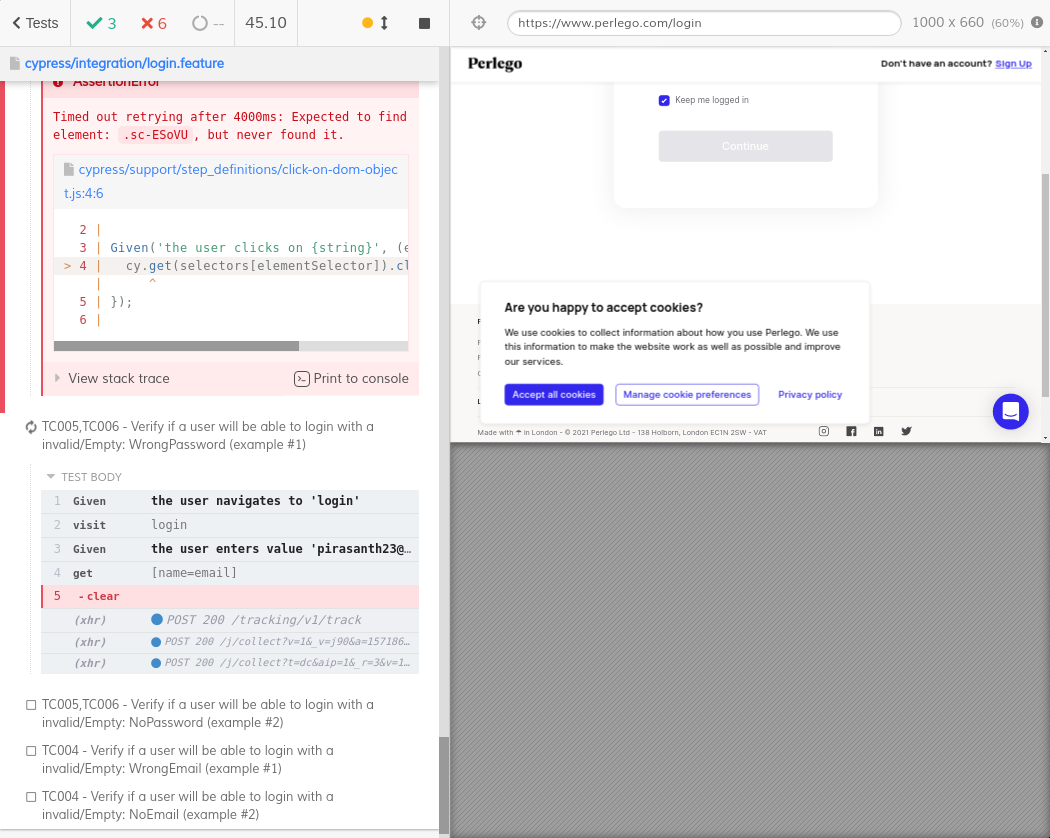 Tests
3
6
--
45.10
https://www.perlego.com/login
1000 x 660 (60%)
cypress/integration/login.feature
AssertionError
Timed out retrying after 4000ms: Expected to find
element: .sc-ESoVU, but never found it.
cypress/support/step_definitions/click-on-dom-objec
t.js:4:6
2 |
3 | Given('the user clicks on {string}', (e
> 4 | cy.get(selectors[elementSelector]).cl
| ^
5 | });
6 |
View stack trace
Print to console
TC005,TC006 - Verify if a user will be able to login with a
invalid/Empty: WrongPassword (example #1)
TEST BODY
1 Given the user navigates to 'login'
2 visit login
3 Given the user enters value 'pirasanth23@…
4 get [name=email]
5 -clear
(xhr) POST 200 /tracking/v1/track
(xhr) POST 200 /j/collect?v=1&_v=j90&a=157186…
(xhr) POST 200 /j/collect?t=dc&aip=1&_r=3&v=1…
TC005,TC006 - Verify if a user will be able to login with a
invalid/Empty: NoPassword (example #2)
TC004 - Verify if a user will be able to login with a
invalid/Empty: WrongEmail (example #1)
TC004 - Verify if a user will be able to login with a
invalid/Empty: NoEmail (example #2)
Perlego
Don't have an account? Sign Up
Keep me logged in
Continue
Are you happy to accept cookies?
We use cookies to collect information about how you use Perlego. We use
this information to make the website work as well as possible and improve
our services.
Accept all cookies
Manage cookie preferences
Privacy policy
Made with ☂ in London - © 2021 Perlego Ltd - 138 Holborn, London EC1N 2SW - VAT